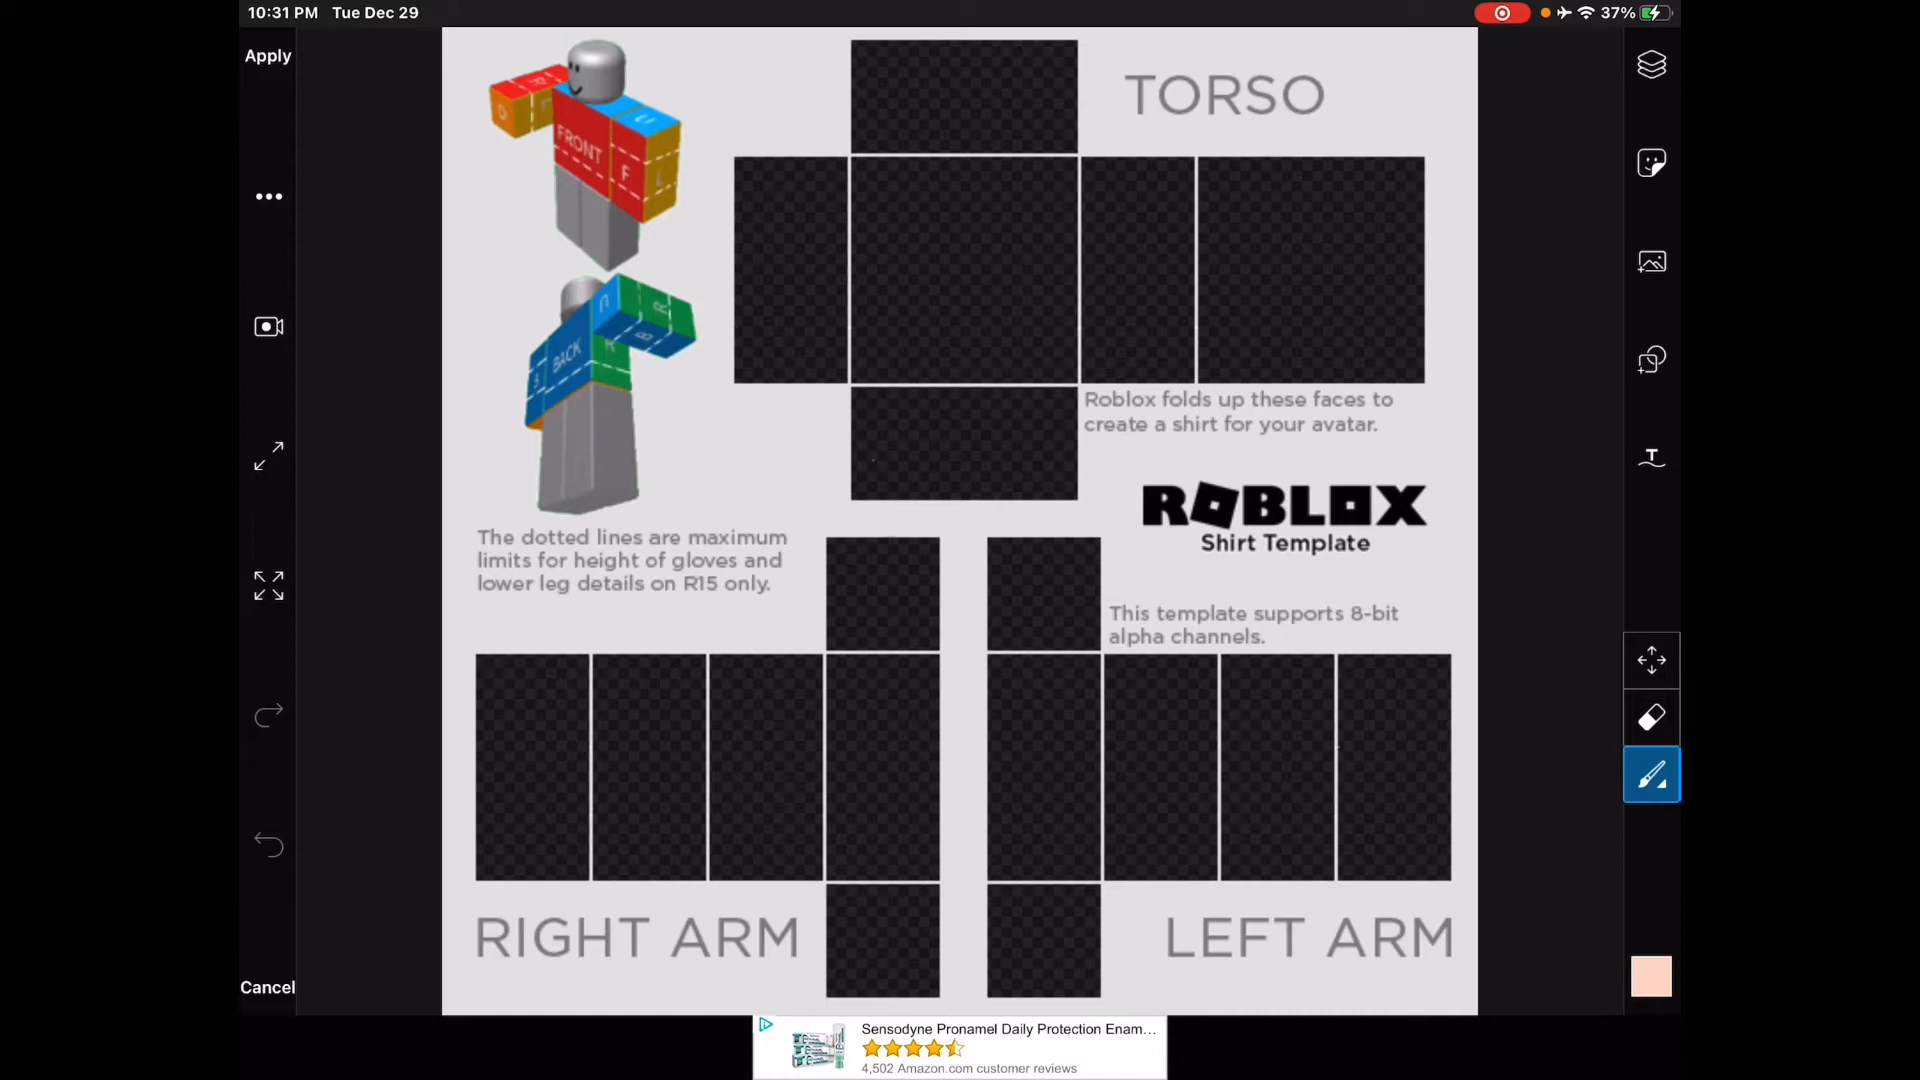 10:31 PM Tue Dec 29
37%
Apply
TORSO
FRONT
F
L
U
R
D
BACK
R
B
R
Roblox folds up these faces to
create a shirt for your avatar.
ROBLOX
Shirt Template
The dotted lines are maximum
limits for height of gloves and
lower leg details on R15 only.
This template supports 8-bit
alpha channels.
T
RIGHT ARM
LEFT ARM
Cancel
Sensodyne Pronamel Daily Protection Enam...
4,502 Amazon.com customer reviews